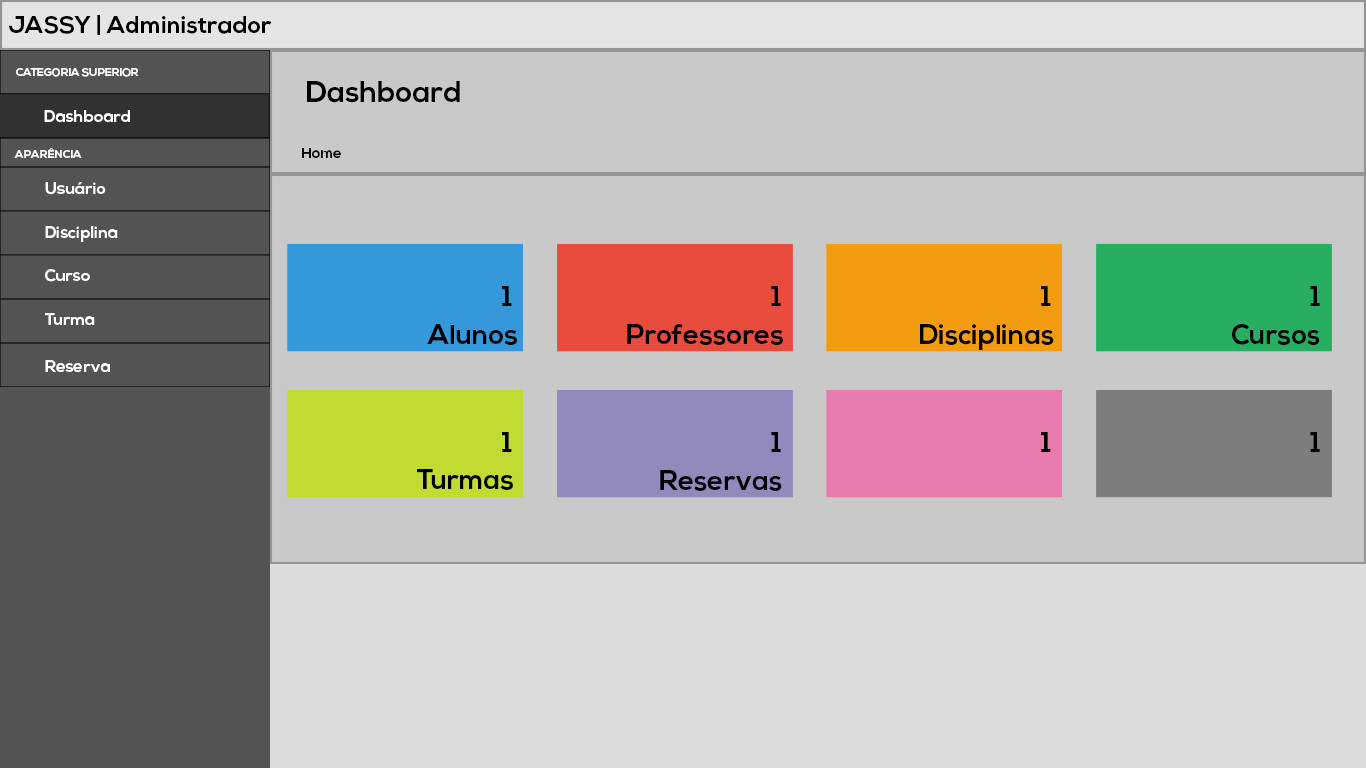 JASSY | Administrador
CATEGORIA SUPERIOR
Dashboard
APARÊNCIA
Usuário
Disciplina
Curso
Turma
Reserva
Dashboard
Home
1
Alunos
1
Professores
1
Disciplinas
1
Cursos
1
Turmas
1
Reservas
1
1